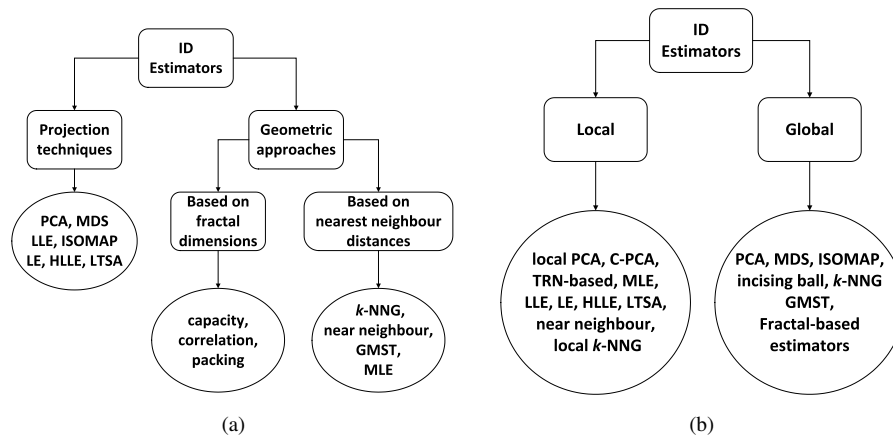 ID
Estimators
Projection
techniques
Geometric
approaches
PCA, MDS
LLE, ISOMAP
LE, HLLE, LTSA
Based on
fractal
dimensions
Based on
nearest neighbour
distances
capacity,
correlation,
packing
k-NNG,
near neighbour,
GMST,
MLE
(a)
ID
Estimators
Local
Global
local PCA, C-PCA,
TRN-based, MLE,
LLE, LE, HLLE, LTSA,
near neighbour,
local k-NNG
PCA, MDS, ISOMAP,
incising ball, k-NNG
GMST,
Fractal-based
estimators
(b)